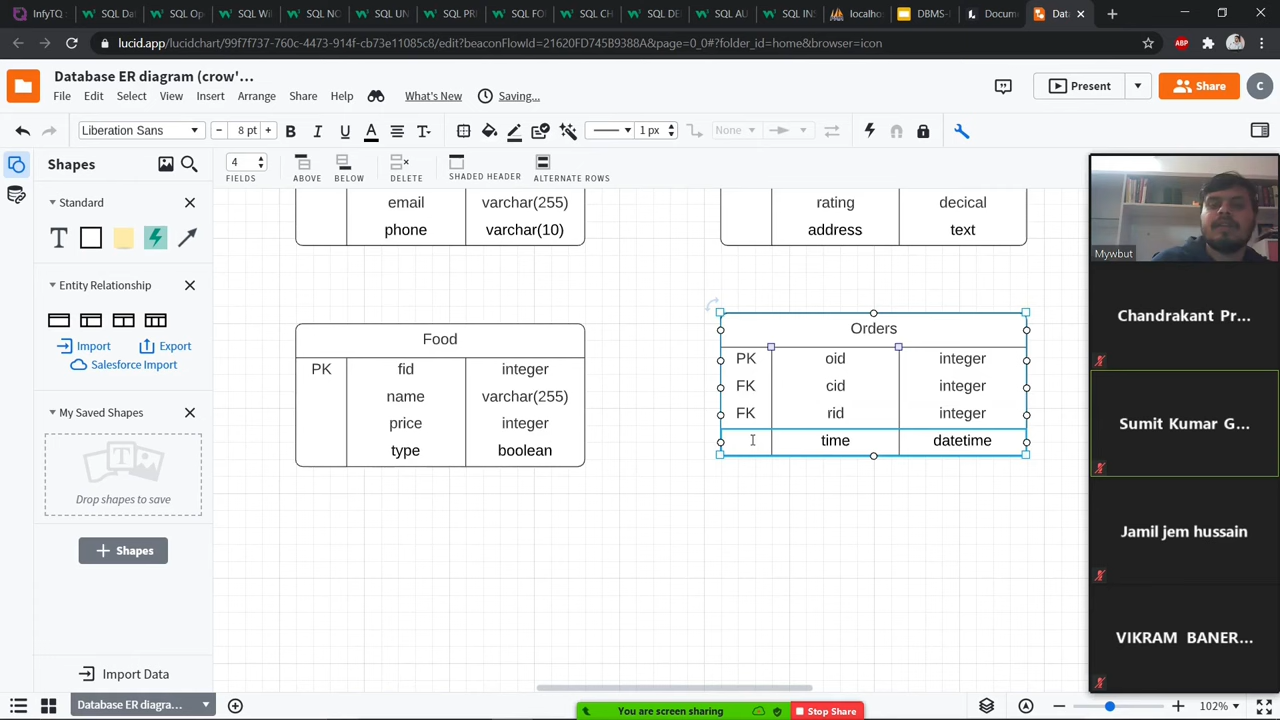 InfyTQ
SQL Da
SQL O
SQL Wi
SQL NO
SQL UN
SQL PR
SQL FO
SQL CH
SQL DE
SQL AU
SQL INS
localho
DBMS-
Docum
Data
lucid.app/lucidchart/99f7f737-760c-4473-914f-cb73e11085c8/edit?beaconFlowId=21620FD745B9388A&page=0_0#?folder_id=home&browser=icon
ABP
Database ER diagram (crow'...
File Edit Select View Insert Arrange Share Help What's New Saving...
Present
Share
C
Liberation Sans
8 pt
B I U A T
1 px
None
Shapes
4
FIELDS
ABOVE
BELOW
DELETE
SHADED HEADER
ALTERNATE ROWS
Standard
T
Entity Relationship
Import
Export
Salesforce Import
My Saved Shapes
Drop shapes to save
+ Shapes
Import Data
email varchar(255)
phone varchar(10)
rating decical
address text
Food
PK fid integer
name varchar(255)
price integer
type boolean
Orders
PK oid integer
FK cid integer
FK rid integer
time datetime
Mywbut
Chandrakant Pr...
Sumit Kumar G...
Jamil jem hussain
VIKRAM BANER...
Database ER diagra...
You are screen sharing
Stop Share
102%